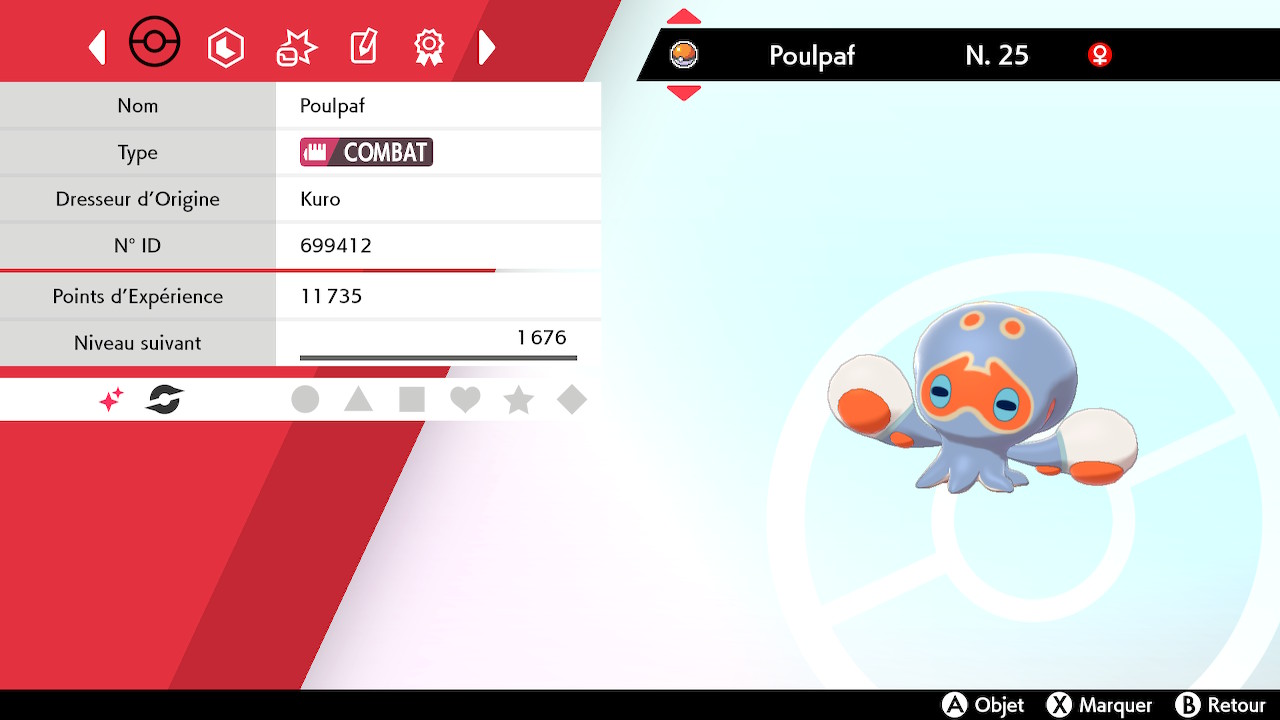 Poulpaf N. 25
Nom Poulpaf
Type COMBAT
Dresseur d'Origine Kuro
N° ID 699412
Points d'Expérience 11 735
Niveau suivant 1 676
A Objet X Marquer B Retour